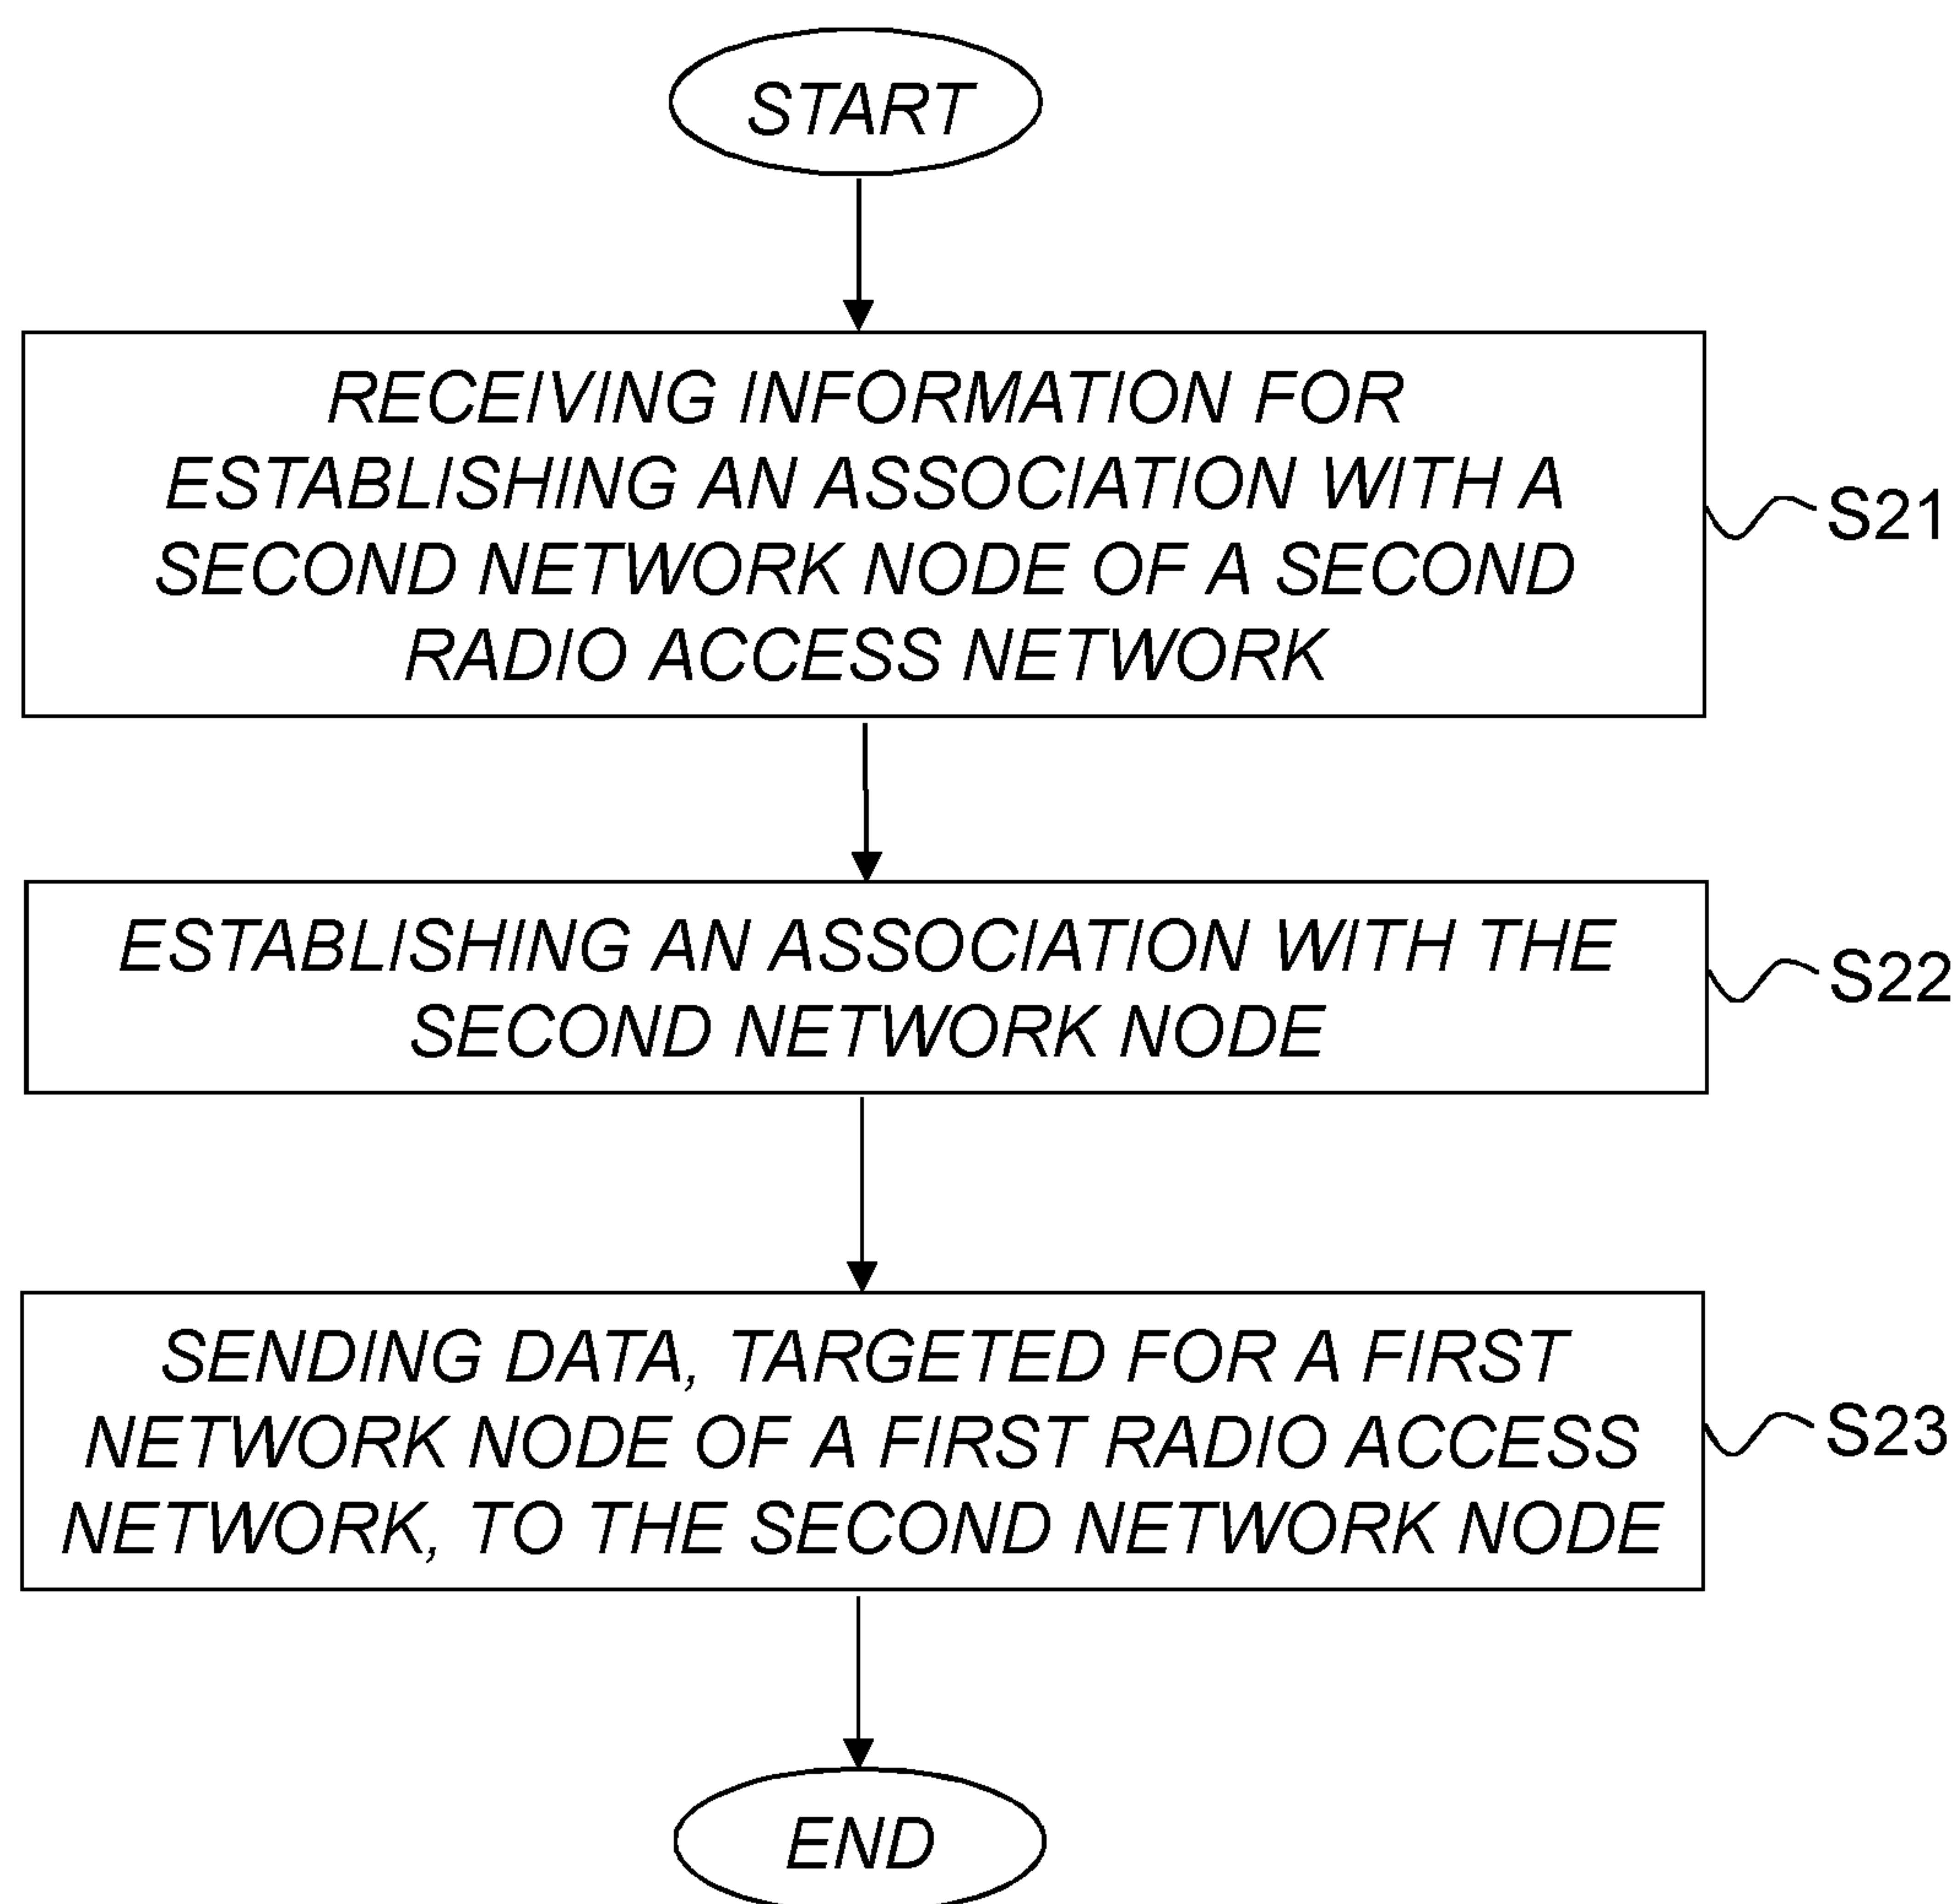 START
RECEIVING INFORMATION FOR
ESTABLISHING AN ASSOCIATION WITH A
SECOND NETWORK NODE OF A SECOND
RADIO ACCESS NETWORK
S21
ESTABLISHING AN ASSOCIATION WITH THE
SECOND NETWORK NODE
S22
SENDING DATA, TARGETED FOR A FIRST
NETWORK NODE OF A FIRST RADIO ACCESS
NETWORK, TO THE SECOND NETWORK NODE
S23
END